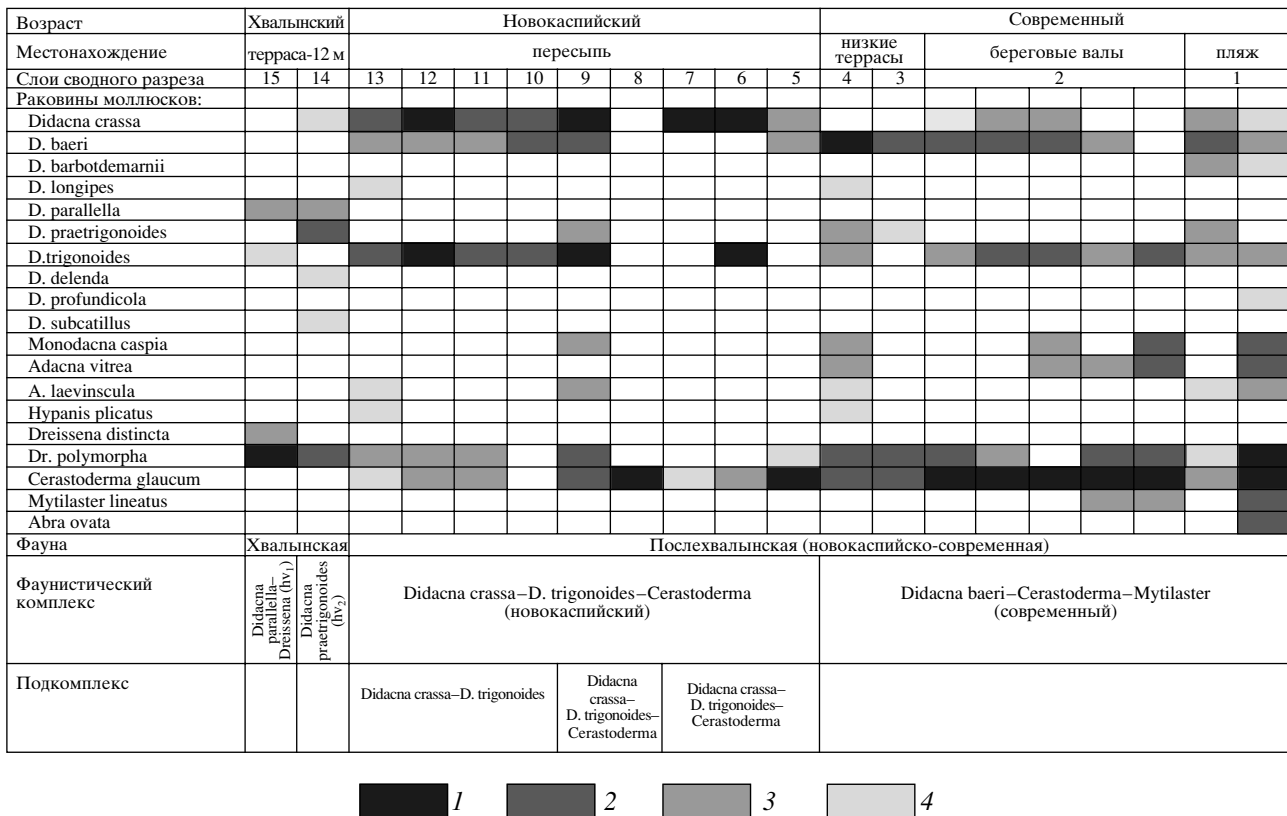 Возраст Хвалынский Новокаспийский Современный
Местонахождение терраса-12 м пересыпь низкие террасы береговые валы пляж
Слои сводного разреза 15 14 13 12 11 10 9 8 7 6 5 4 3 2 1
Раковины моллюсков:
Didacna crassa
D. baeri
D. barbotdemarnii
D. longipes
D. parallella
D. praetrigonoides
D.trigonoides
D. delenda
D. profundicola
D. subcatillus
Monodacna caspia
Adacna vitrea
A. laevinscula
Hypanis plicatus
Dreissena distincta
Dr. polymorpha
Cerastoderma glaucum
Mytilaster lineatus
Abra ovata
Фауна Хвалынская Послехвалынская (новокаспийско-современная)
Фаунистический
комплекс
Didacna
parallella–
Dreissena (hv1)
Didacna
praetrigonoides
(hv2)
Didacna crassa–D. trigonoides–Cerastoderma
(новокаспийский)
Didacna baeri–Cerastoderma–Mytilaster
(современный)
Подкомплекс
Didacna crassa–D. trigonoides
Didacna
crassa–
D. trigonoides–
Cerastoderma
Didacna crassa–
D. trigonoides–
Cerastoderma
1 2 3 4